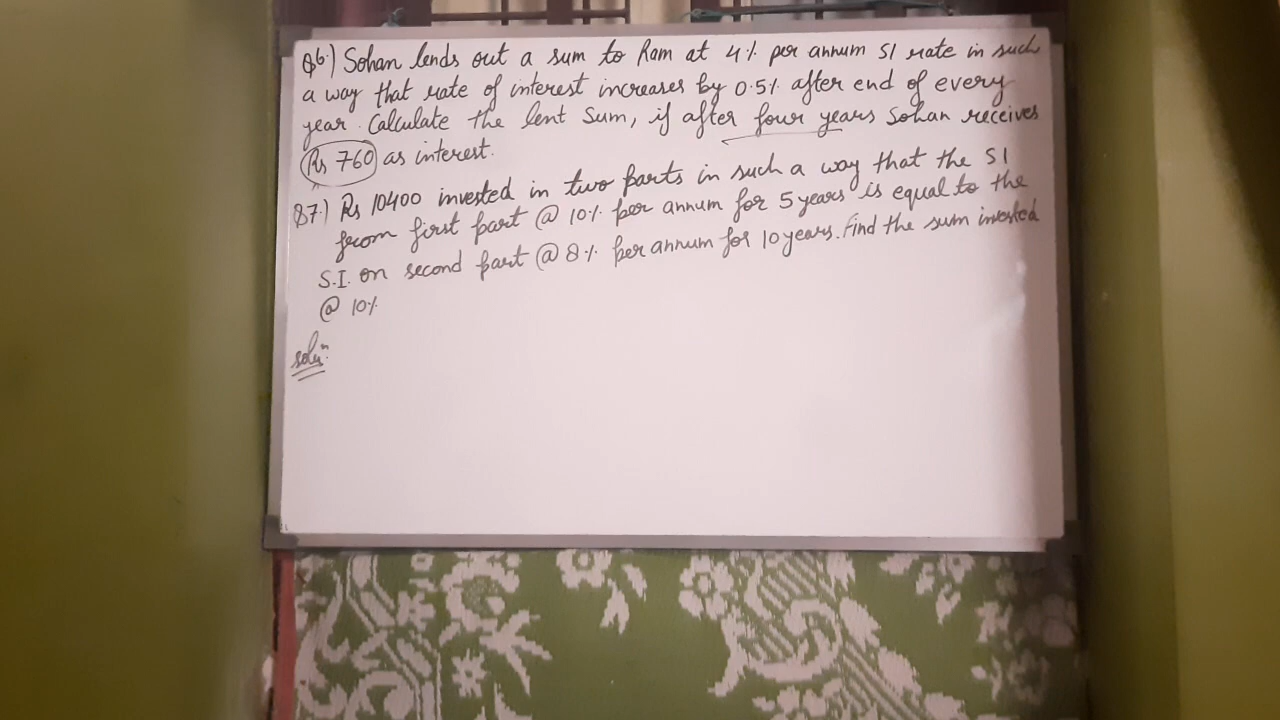 Q6.) Sohan lends out a sum to Ram at 4% per annum SI rate in such
a way that rate of interest increases by 0.5% after end of every
year. Calculate the lent Sum, if after four years Sohan receives
Rs 760 as interest.
Q7.) Rs 10400 invested in two parts in such a way that the SI
from first part @ 10% per annum for 5 years is equal to the
S.I. on second part @ 8% per annum for 10 years. Find the sum invested
@ 10%
soluⁿ: